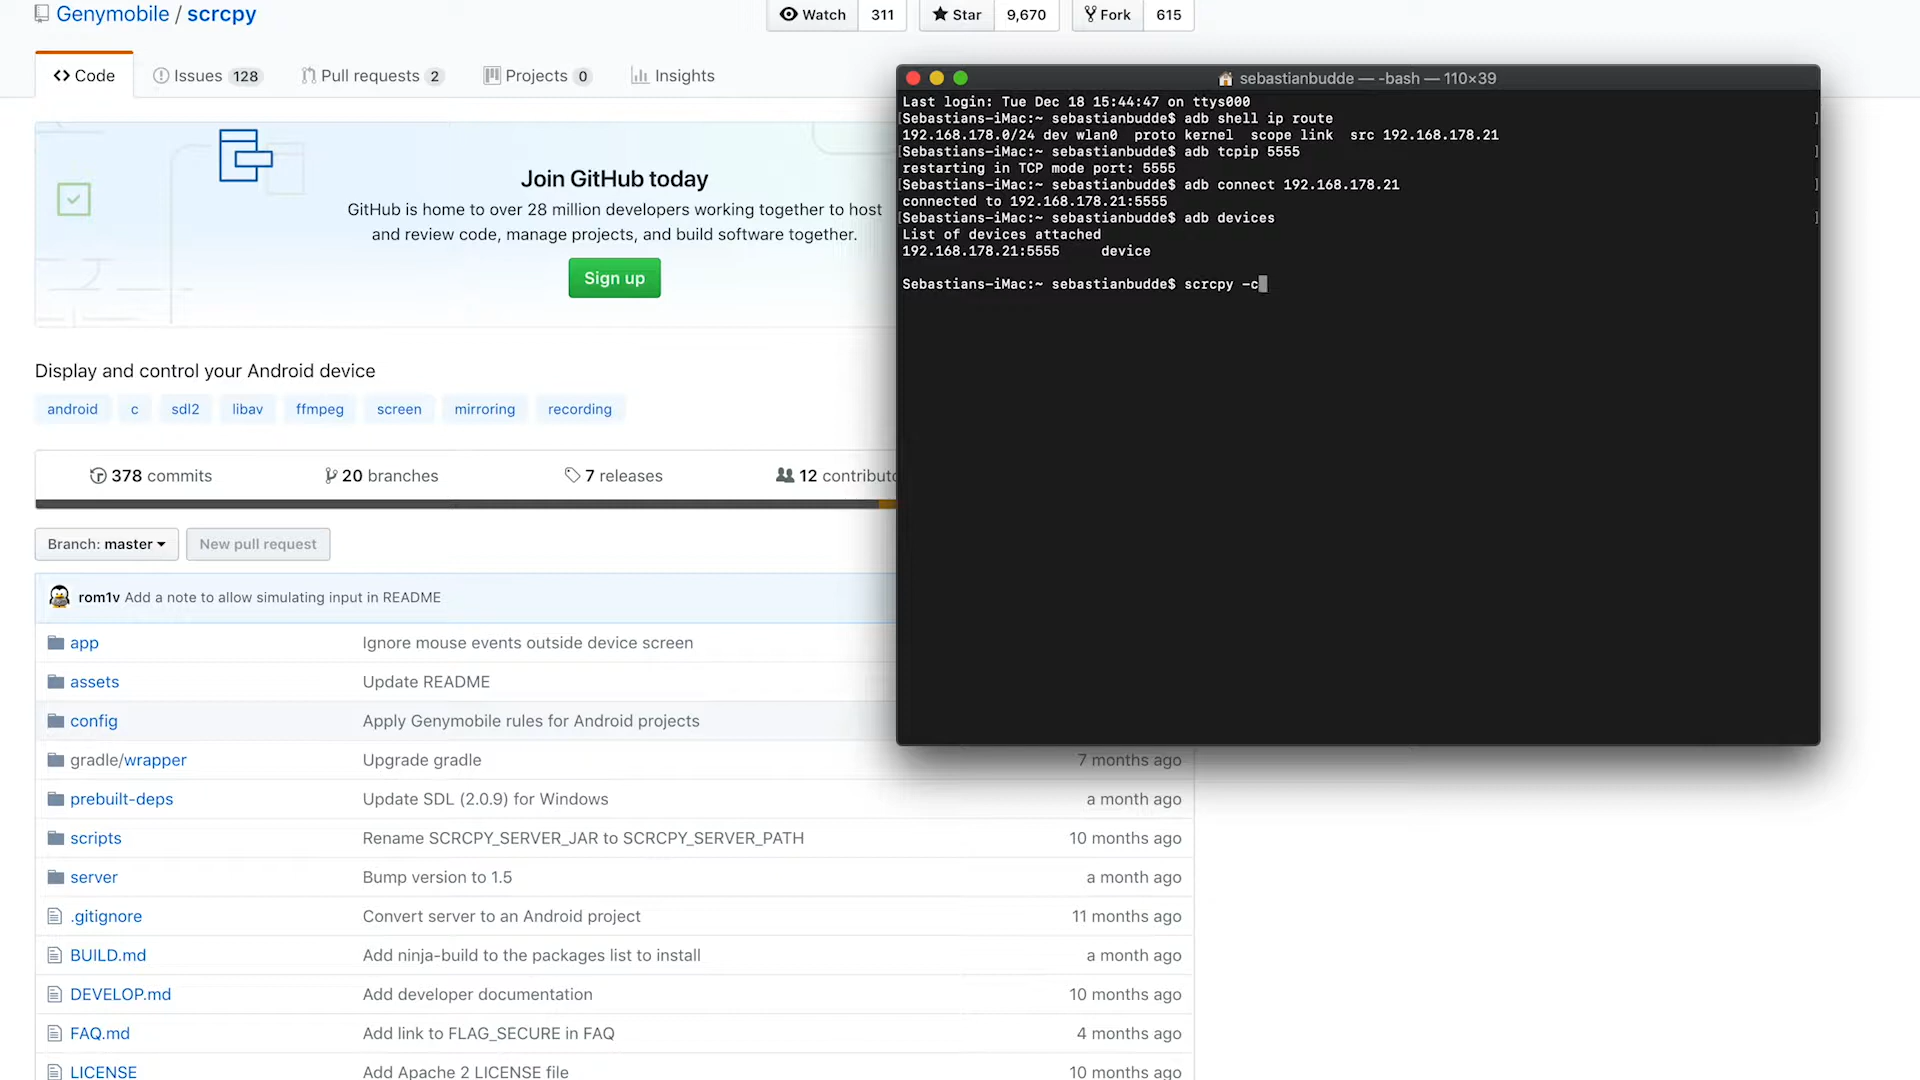 Genymobile / scrcpy
Watch 311
Star 9,670
Fork 615
Code
Issues 128
Pull requests 2
Projects 0
Insights
Join GitHub today
GitHub is home to over 28 million developers working together to host
and review code, manage projects, and build software together.
Sign up
Display and control your Android device
android c sdl2 libav ffmpeg screen mirroring recording
378 commits
20 branches
7 releases
12 contributo
Branch: master
New pull request
rom1v Add a note to allow simulating input in README
app Ignore mouse events outside device screen
assets Update README
config Apply Genymobile rules for Android projects
gradle/wrapper Upgrade gradle 7 months ago
prebuilt-deps Update SDL (2.0.9) for Windows a month ago
scripts Rename SCRCPY_SERVER_JAR to SCRCPY_SERVER_PATH 10 months ago
server Bump version to 1.5 a month ago
.gitignore Convert server to an Android project 11 months ago
BUILD.md Add ninja-build to the packages list to install a month ago
DEVELOP.md Add developer documentation 10 months ago
FAQ.md Add link to FLAG_SECURE in FAQ 4 months ago
LICENSE Add Apache 2 LICENSE file 10 months ago
sebastianbudde — -bash — 110×39
Last login: Tue Dec 18 15:44:47 on ttys000
[Sebastians-iMac:~ sebastianbudde$ adb shell ip route ]
192.168.178.0/24 dev wlan0 proto kernel scope link src 192.168.178.21
[Sebastians-iMac:~ sebastianbudde$ adb tcpip 5555 ]
restarting in TCP mode port: 5555
[Sebastians-iMac:~ sebastianbudde$ adb connect 192.168.178.21 ]
connected to 192.168.178.21:5555
[Sebastians-iMac:~ sebastianbudde$ adb devices ]
List of devices attached
192.168.178.21:5555 device
Sebastians-iMac:~ sebastianbudde$ scrcpy -c